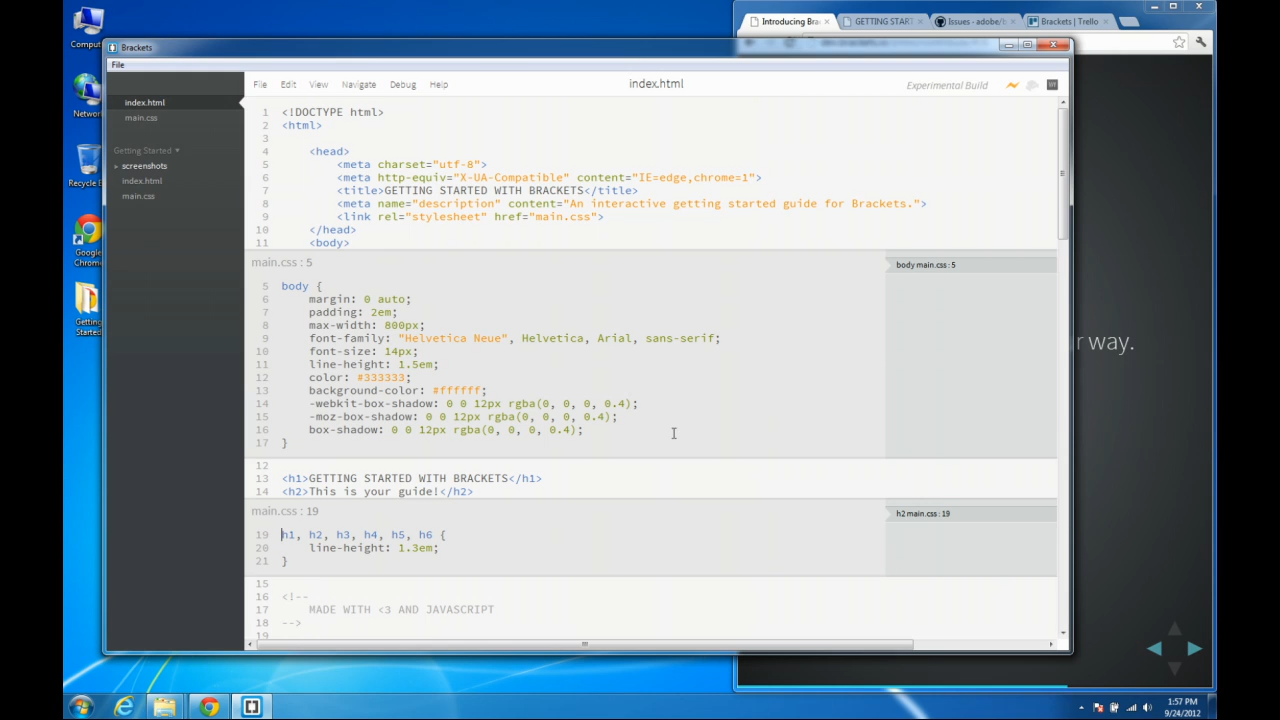 Introducing Bra
GETTING START
Issues - adobe/
Brackets | Trello
Comput
Network
Recycle B
Google
Chrom
Getting
Started
Brackets
File
File Edit View Navigate Debug Help
index.html
Experimental Build
index.html
main.css
Getting Started
screenshots
index.html
main.css
1 <!DOCTYPE html>
2 <html>
3
4 <head>
5 <meta charset="utf-8">
6 <meta http-equiv="X-UA-Compatible" content="IE=edge,chrome=1">
7 <title>GETTING STARTED WITH BRACKETS</title>
8 <meta name="description" content="An interactive getting started guide for Brackets.">
9 <link rel="stylesheet" href="main.css">
10 </head>
11 <body>
main.css : 5
body main.css : 5
5 body {
6 margin: 0 auto;
7 padding: 2em;
8 max-width: 800px;
9 font-family: "Helvetica Neue", Helvetica, Arial, sans-serif;
10 font-size: 14px;
11 line-height: 1.5em;
12 color: #333333;
13 background-color: #ffffff;
14 -webkit-box-shadow: 0 0 12px rgba(0, 0, 0, 0.4);
15 -moz-box-shadow: 0 0 12px rgba(0, 0, 0, 0.4);
16 box-shadow: 0 0 12px rgba(0, 0, 0, 0.4);
17 }
12
13 <h1>GETTING STARTED WITH BRACKETS</h1>
14 <h2>This is your guide!</h2>
main.css : 19
h2 main.css : 19
19 h1, h2, h3, h4, h5, h6 {
20 line-height: 1.3em;
21 }
15
16 <!--
17 MADE WITH <3 AND JAVASCRIPT
18 -->
19
r way.
1:57 PM
9/24/2012